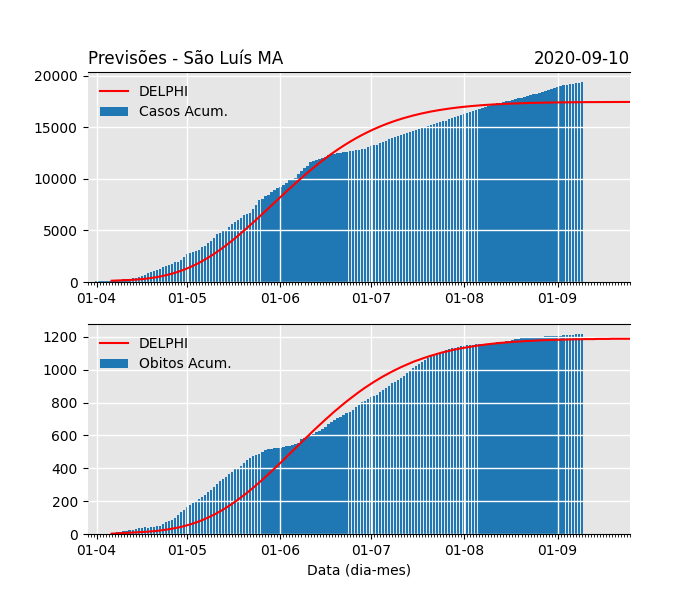 Previsões - São Luís MA 2020-09-10
20000
15000
10000
5000
0
DELPHI
Casos Acum.
01-04 01-05 01-06 01-07 01-08 01-09
1200
1000
800
600
400
200
0
DELPHI
Obitos Acum.
01-04 01-05 01-06 01-07 01-08 01-09
Data (dia-mes)